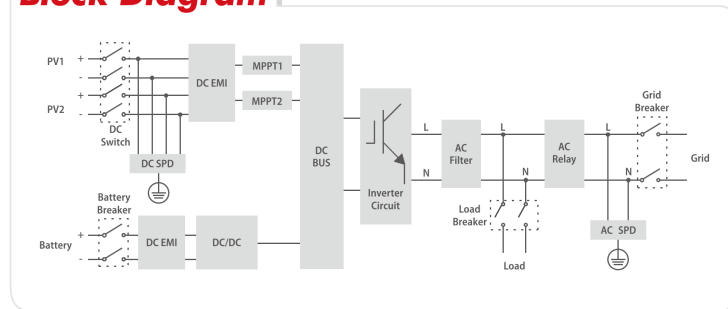 Block Diagram
PV1
+
-
PV2
+
-
DC
Switch
DC SPD
DC EMI
MPPT1
MPPT2
Battery
Breaker
Battery
+
-
DC EMI
DC/DC
DC
BUS
Inverter
Circuit
L
N
AC
Filter
L
N
Load
Breaker
Load
AC
Relay
L
N
AC SPD
Grid
Breaker
Grid